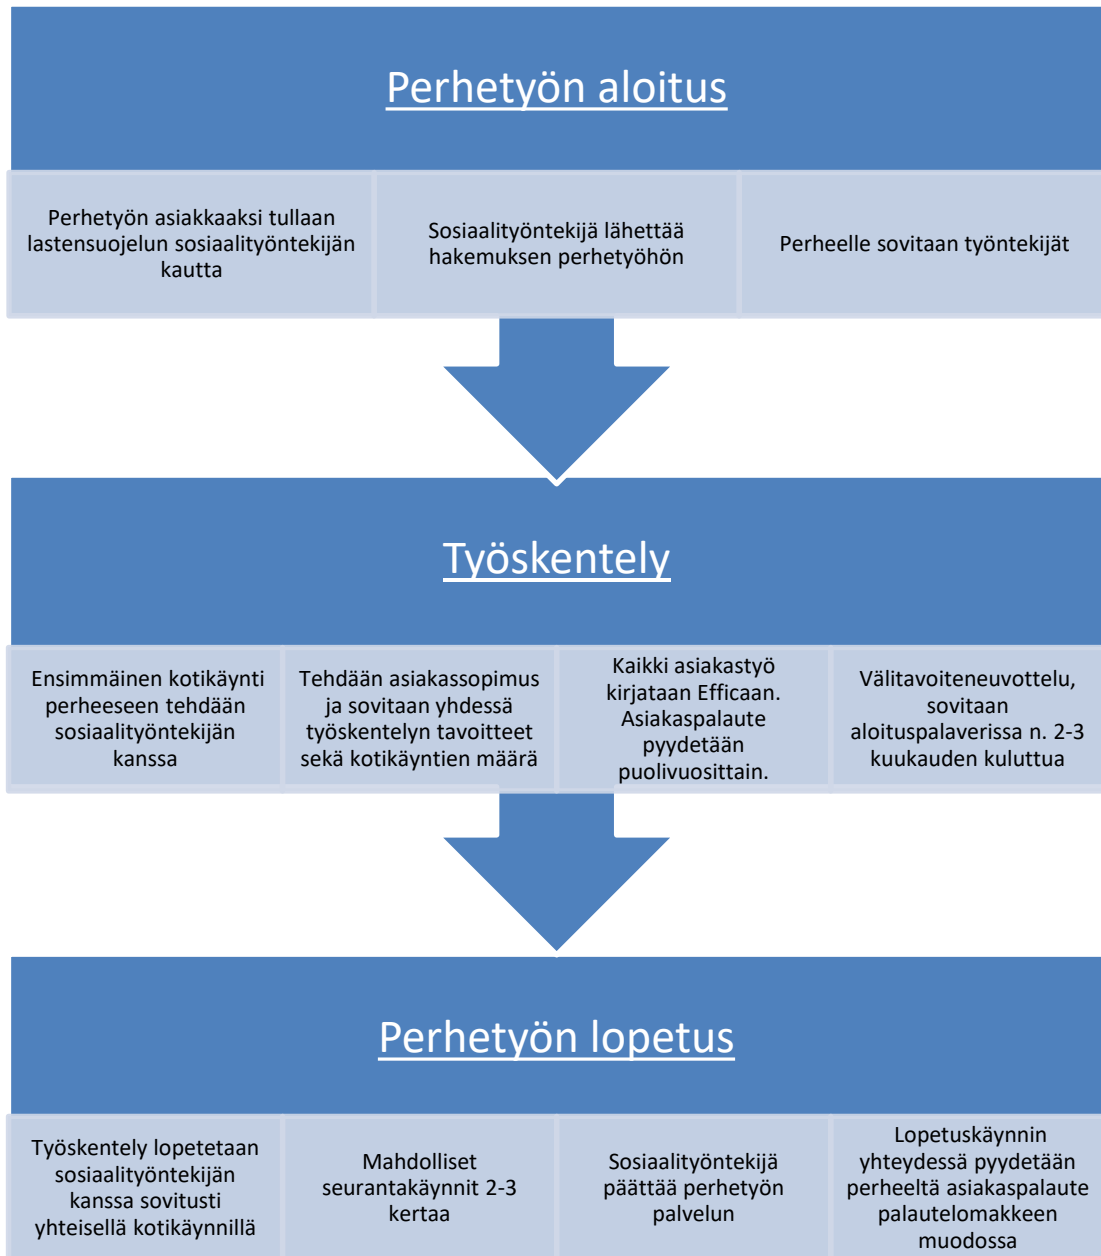 Perhetyön aloitus
Perhetyön asiakkaaksi tullaan
lastensuojelun sosiaalityöntekijän
kautta
Sosiaalityöntekijä lähettää
hakemuksen perhetyöhön
Perheelle sovitaan työntekijät
Työskentely
Ensimmäinen kotikäynti
perheeseen tehdään
sosiaalityöntekijän
kanssa
Tehdään asiakassopimus
ja sovitaan yhdessä
työskentelyn tavoitteet
sekä kotikäyntien määrä
Kaikki asiakastyö
kirjataan Efficaan.
Asiakaspalaute
pyydetään
puolivuosittain.
Välitavoiteneuvottelu,
sovitaan
aloituspalaverissa n. 2-3
kuukauden kuluttua
Perhetyön lopetus
Työskentely lopetetaan
sosiaalityöntekijän
kanssa sovitusti
yhteisellä kotikäynnillä
Mahdolliset
seurantakäynnit 2-3
kertaa
Sosiaalityöntekijä
päättää perhetyön
palvelun
Lopetuskäynnin
yhteydessä pyydetään
perheeltä asiakaspalaute
palautelomakkeen
muodossa